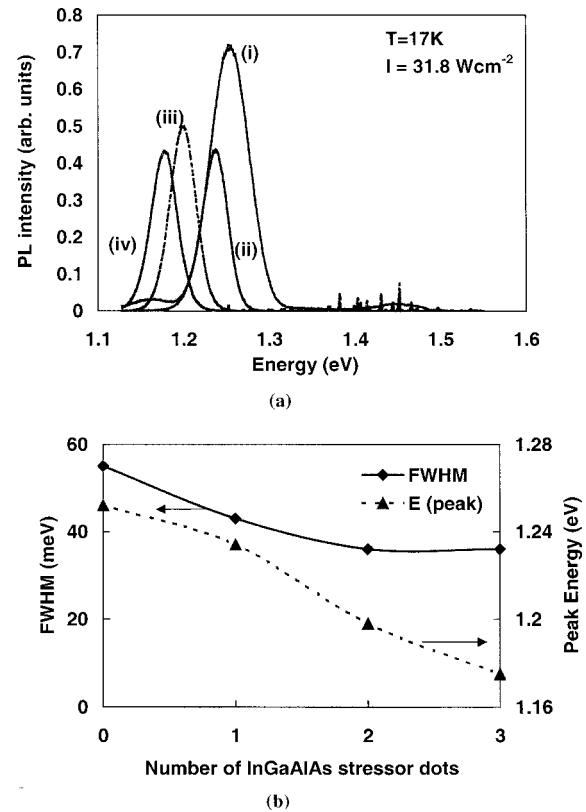 0.8
0.7
0.6
0.5
0.4
0.3
0.2
0.1
0
PL intensity (arb. units)
T=17K
I = 31.8 Wcm-2
(i)
(iii)
(iv)
(ii)
1.1 1.2 1.3 1.4 1.5 1.6
Energy (eV)
(a)
60
40
20
0
FWHM (meV)
FWHM
E (peak)
1.28
1.24
1.2
1.16
Peak Energy (eV)
0 1 2 3
Number of InGaAlAs stressor dots
(b)